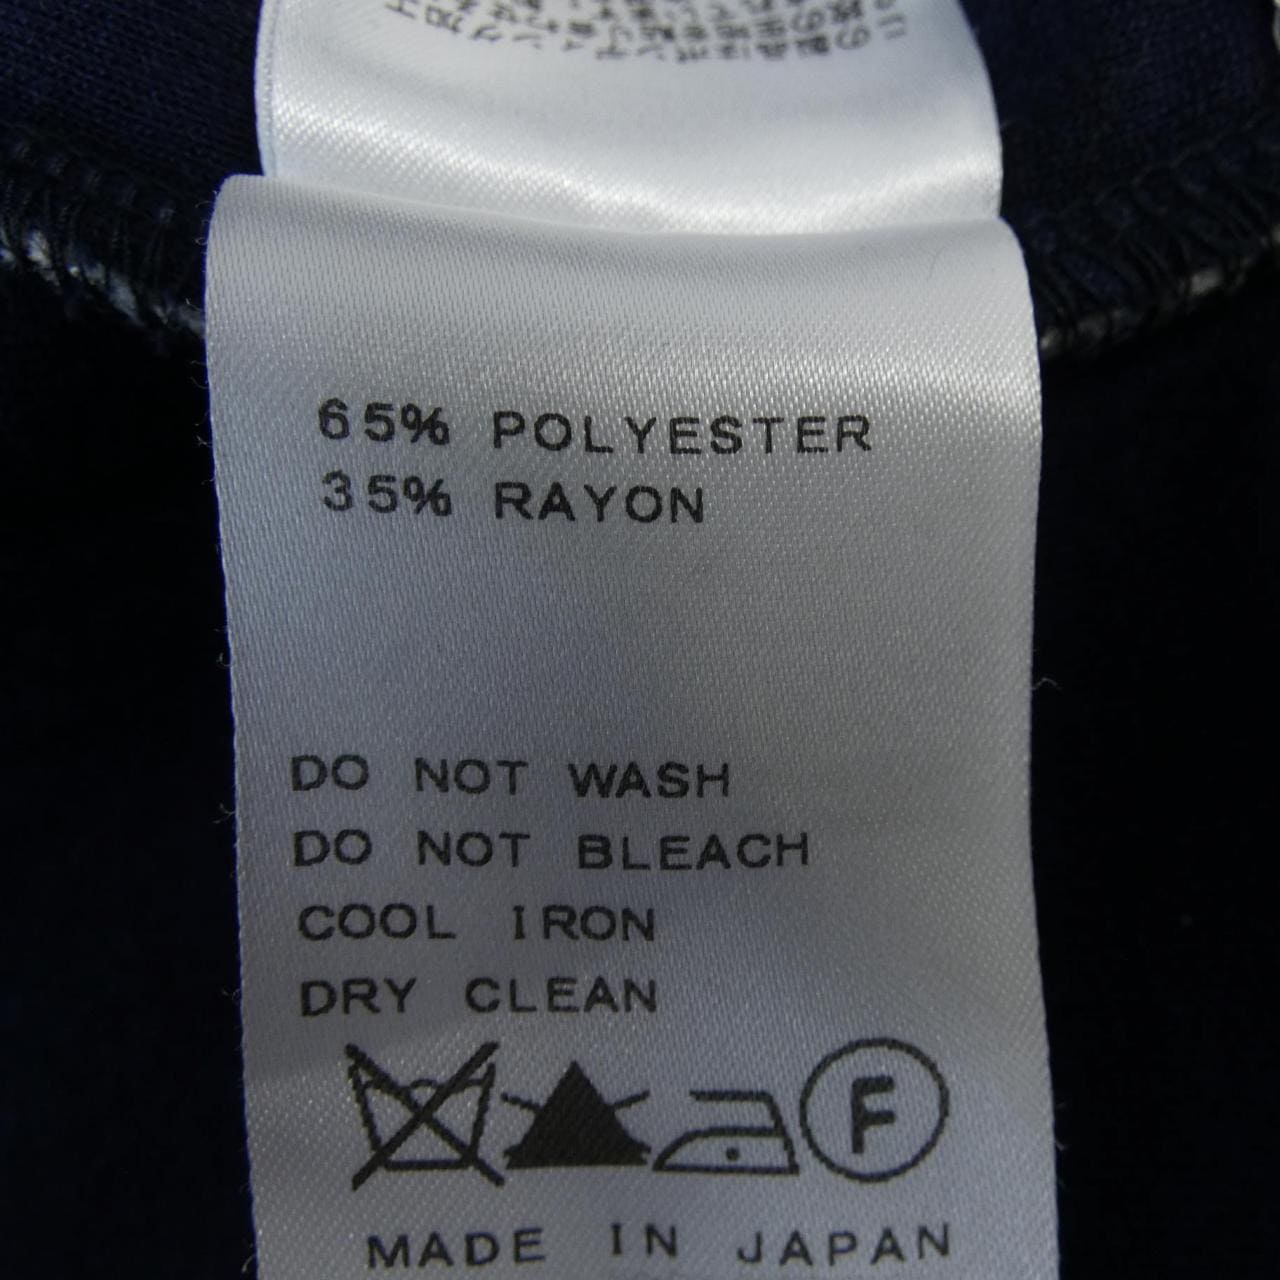 65% POLYESTER
35% RAYON
DO NOT WASH
DO NOT BLEACH
COOL IRON
DRY CLEAN
F
MADE IN JAPAN